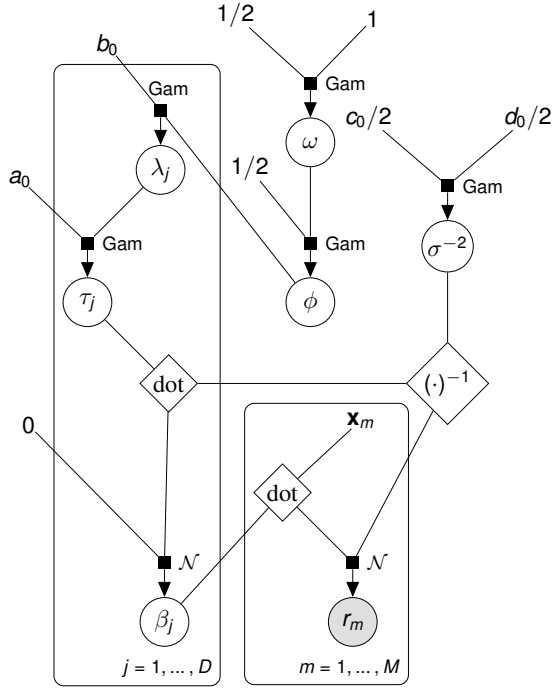 1/2
1
b₀
Gam
Gam
c₀/2
d₀/2
λⱼ
ω
1/2
a₀
Gam
Gam
Gam
σ⁻²
τⱼ
ϕ
dot
(·)⁻¹
0
𝐱ₘ
dot
𝒩
𝒩
βⱼ
rₘ
j = 1, ... , D
m = 1, ... , M